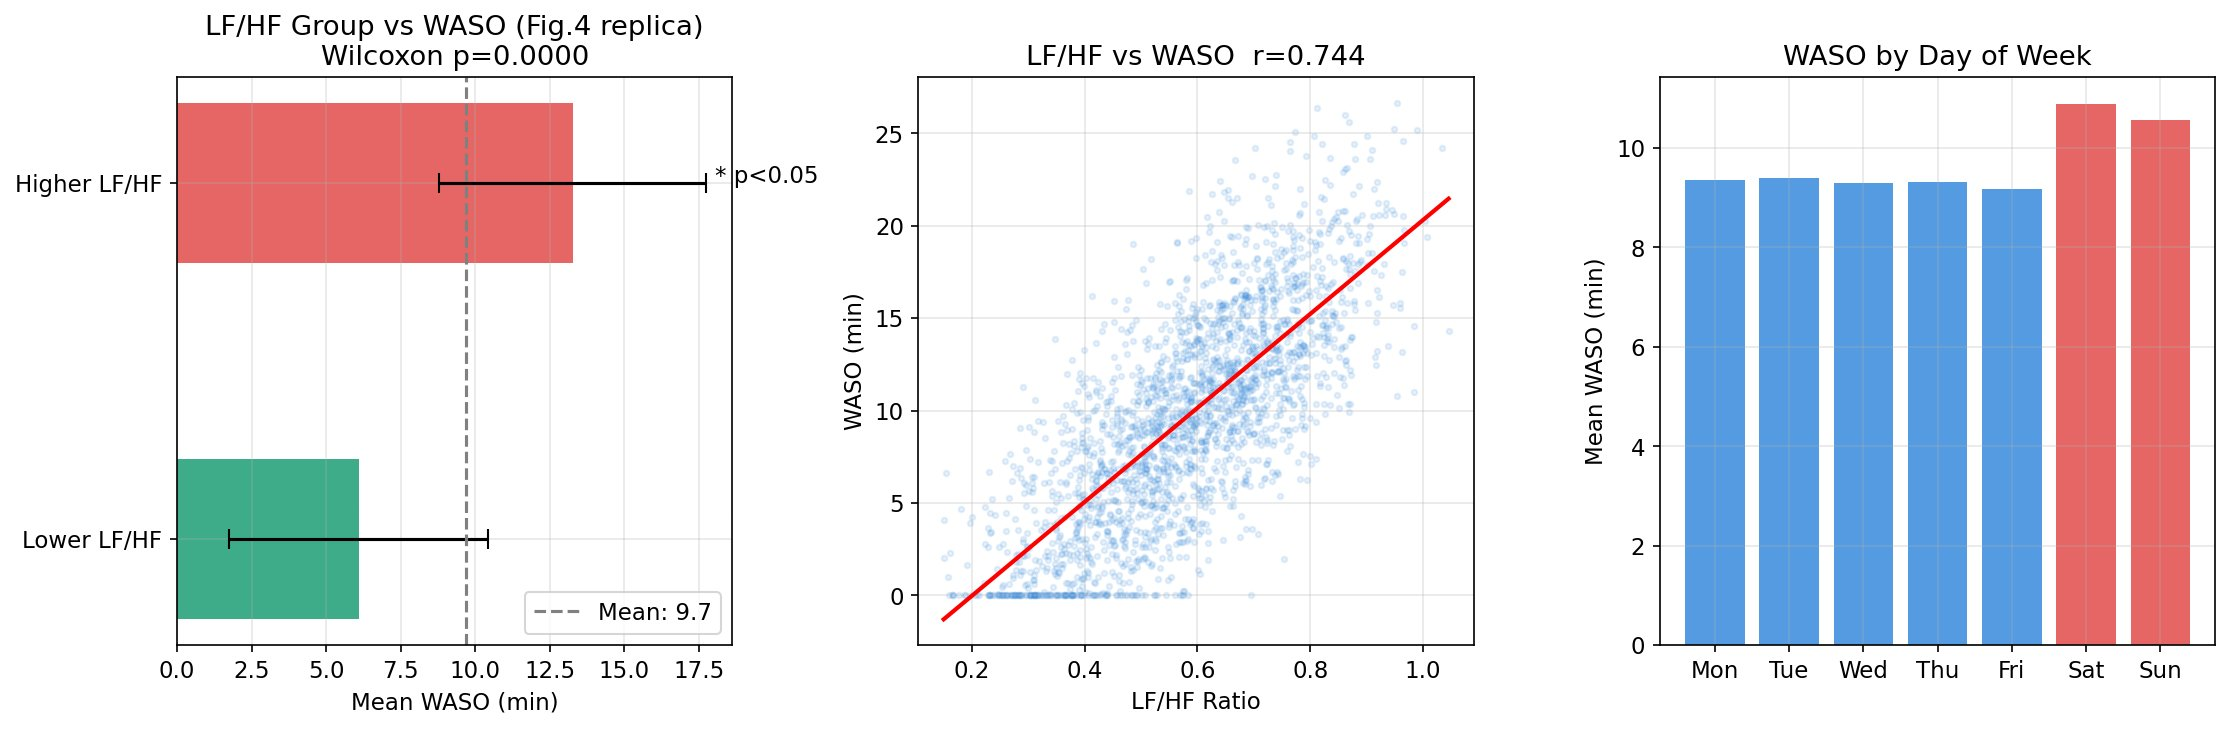 LF/HF Group vs WASO (Fig.4 replica)
Wilcoxon p=0.0000
Higher LF/HF
Lower LF/HF
* p<0.05
Mean: 9.7
0.0 2.5 5.0 7.5 10.0 12.5 15.0 17.5
Mean WASO (min)
LF/HF vs WASO r=0.744
WASO (min)
25
20
15
10
5
0
0.2 0.4 0.6 0.8 1.0
LF/HF Ratio
WASO by Day of Week
Mean WASO (min)
10
8
6
4
2
0
Mon Tue Wed Thu Fri Sat Sun